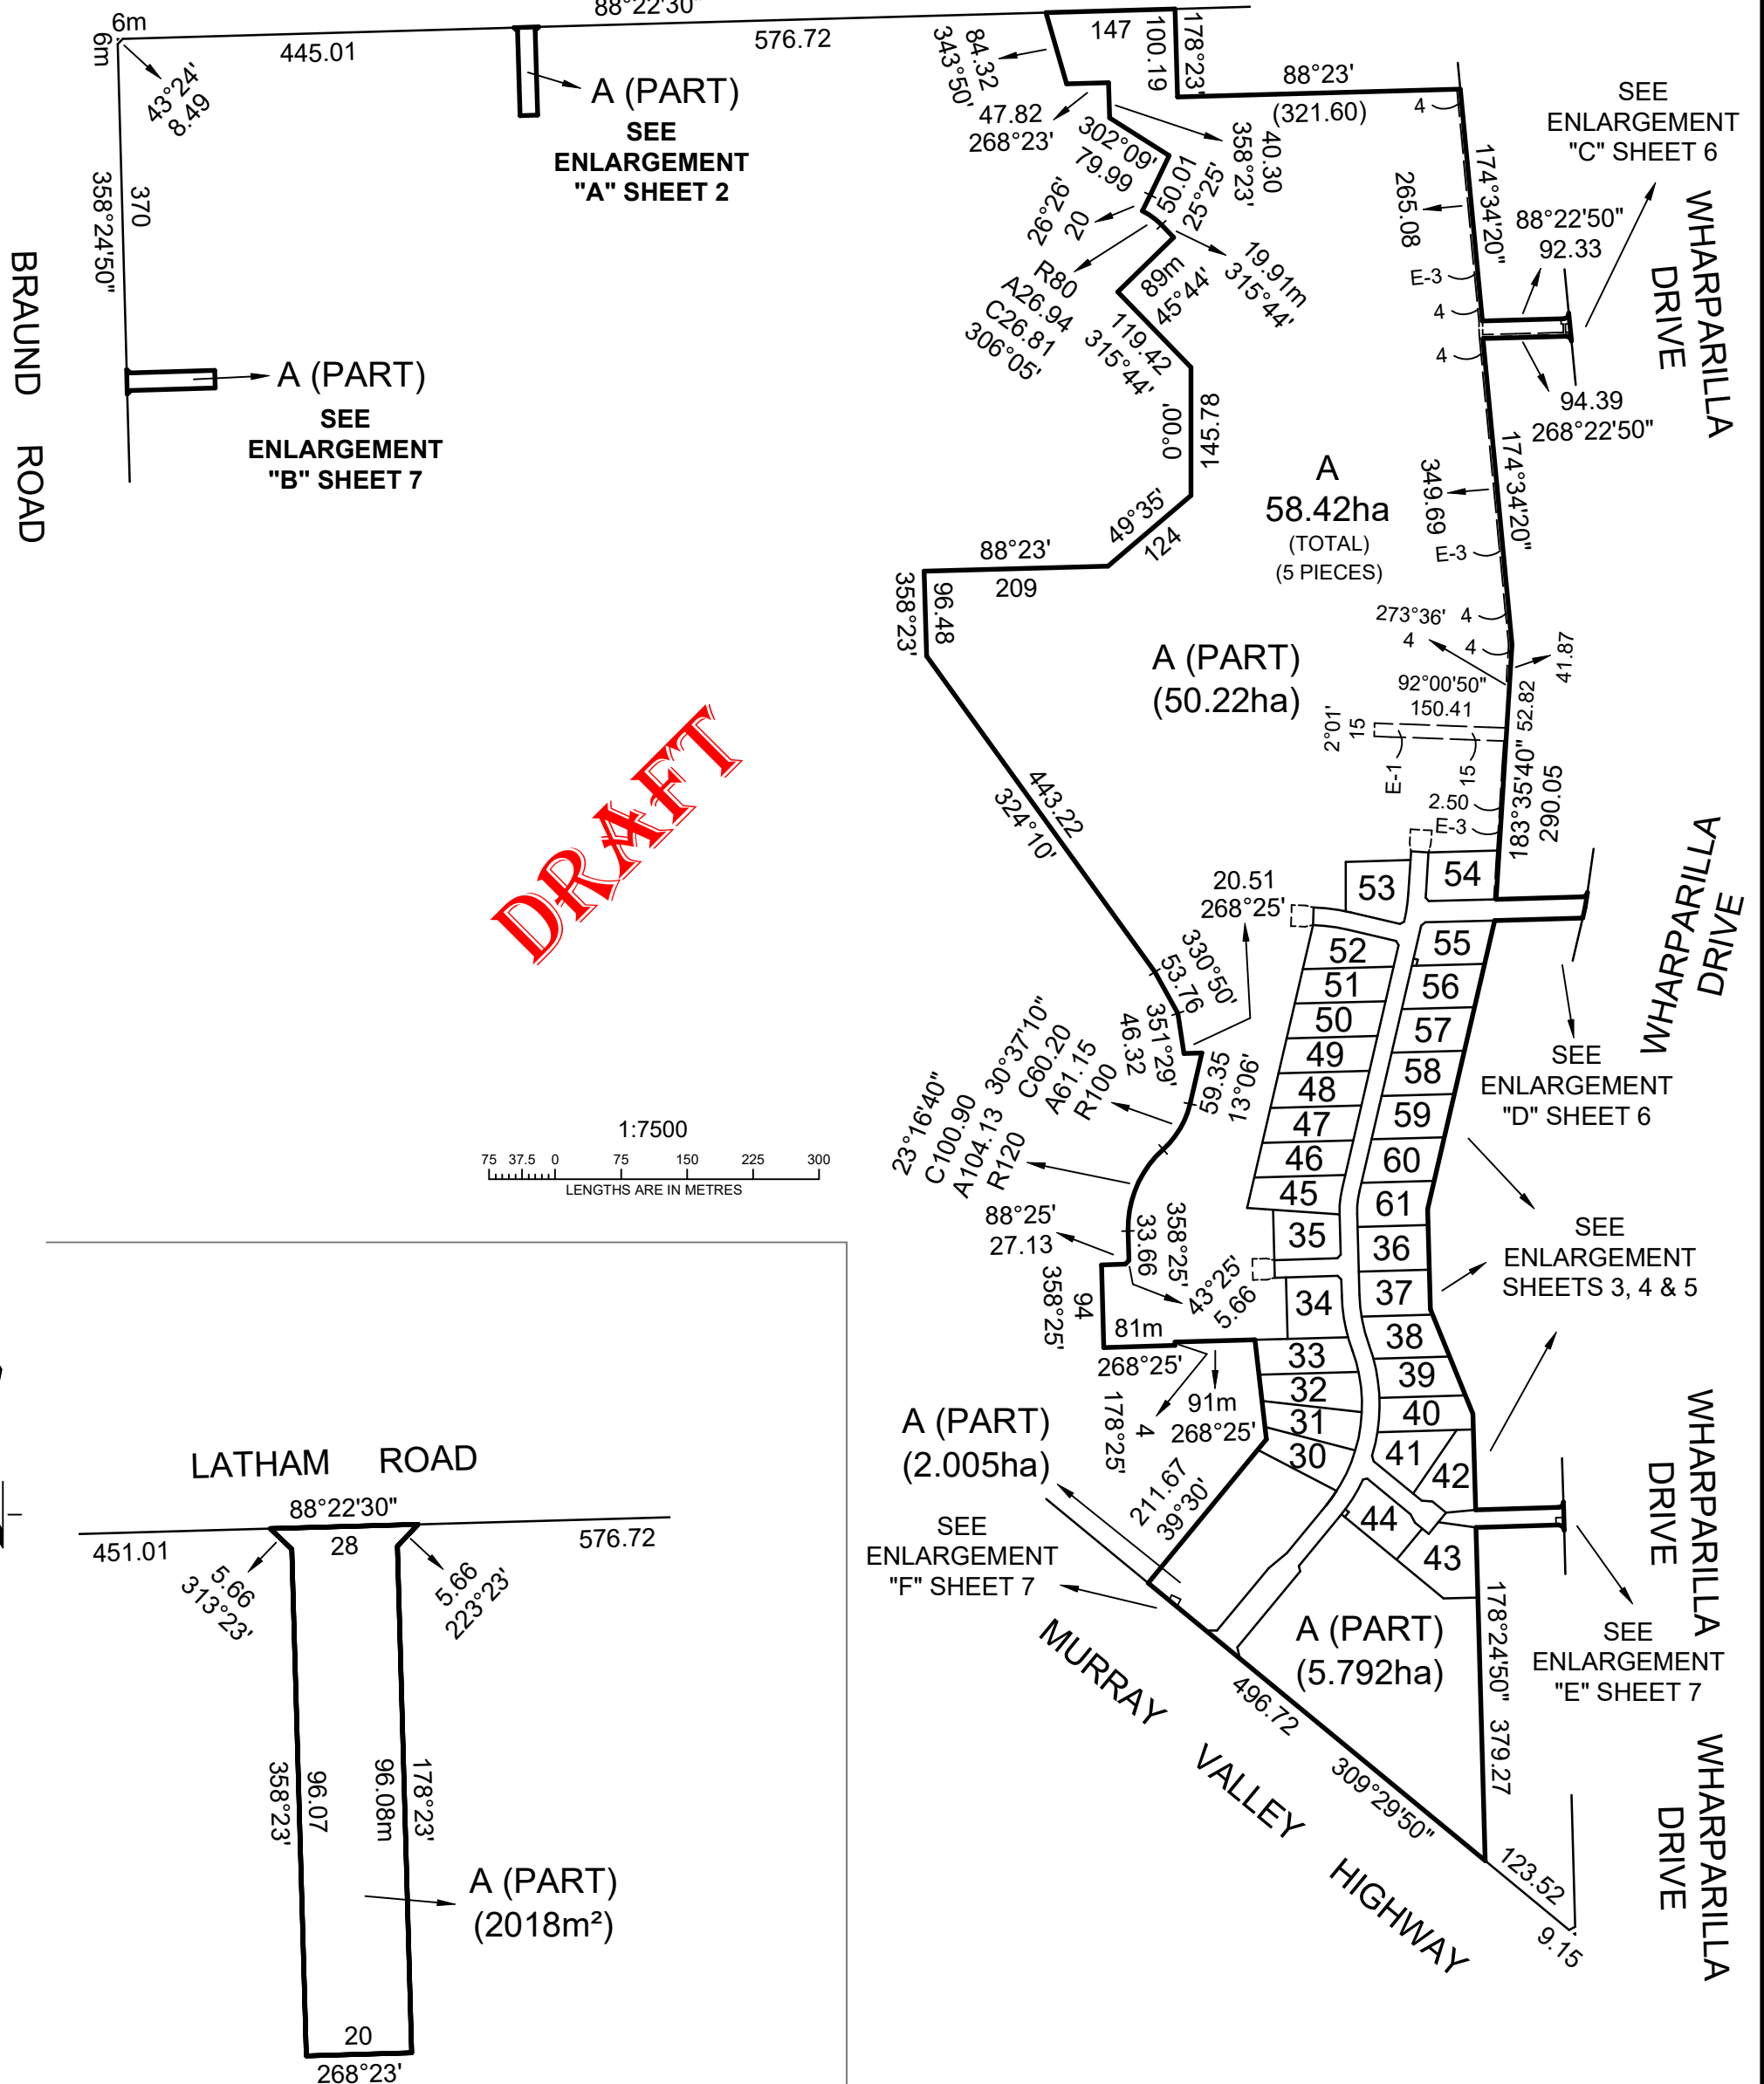 88°22'30"
6m
6m
445.01
576.72
43°24'
8.49
358°24'50"
370
A (PART)
SEE
ENLARGEMENT
"A" SHEET 2
BRAUND ROAD
A (PART)
SEE
ENLARGEMENT
"B" SHEET 7
147
100.19
178°23'
84.32
343°50'
47.82
268°23'
88°23'
(321.60)
4
SEE
ENLARGEMENT
"C" SHEET 6
302°09'
79.99
40.30
358°23'
50.01
25°25'
26°26'
20
R80
A26.94
C26.81
306°05'
19.91m
315°44'
89m
45°44'
119.42
315°44'
174°34'20"
265.08
88°22'50"
92.33
E-3
4
4
WHARPARILLA
DRIVE
94.39
268°22'50"
0°00'
145.78
A
58.42ha
(TOTAL)
(5 PIECES)
349.69
174°34'20"
E-3
49°35'
124
88°23'
209
358°23'
96.48
273°36'
4
4
4
41.87
A (PART)
(50.22ha)
92°00'50"
150.41
52.82
2°01'
15
E-1
15
2.50
E-3
183°35'40"
290.05
443.22
324°10'
DRAFT
WHARPARILLA
DRIVE
53
54
20.51
268°25'
330°50'
53.76
52
55
51
56
50
57
49
58
48
59
47
60
46
45
61
35
36
37
34
38
33
39
32
40
31
41
30
42
44
43
351°29'
46.32
59.35
13°06'
30°37'10"
C60.20
A61.15
R100
23°16'40"
C100.90
A104.13
R120
SEE
ENLARGEMENT
"D" SHEET 6
1:7500
75 37.5 0 75 150 225 300
LENGTHS ARE IN METRES
88°25'
27.13
33.66
358°25'
94
358°25'
43°25'
5.66
SEE
ENLARGEMENT
SHEETS 3, 4 & 5
81m
268°25'
178°25'
4
91m
268°25'
A (PART)
(2.005ha)
211.67
39°30'
SEE
ENLARGEMENT
"F" SHEET 7
WHARPARILLA
DRIVE
SEE
ENLARGEMENT
"E" SHEET 7
A (PART)
(5.792ha)
178°24'50"
379.27
MURRAY VALLEY HIGHWAY
496.72
309°29'50"
WHARPARILLA
DRIVE
123.52
9.15
LATHAM ROAD
88°22'30"
451.01
28
576.72
5.66
313°23'
5.66
223°23'
358°23'
96.07
96.08m
178°23'
A (PART)
(2018m²)
20
268°23'